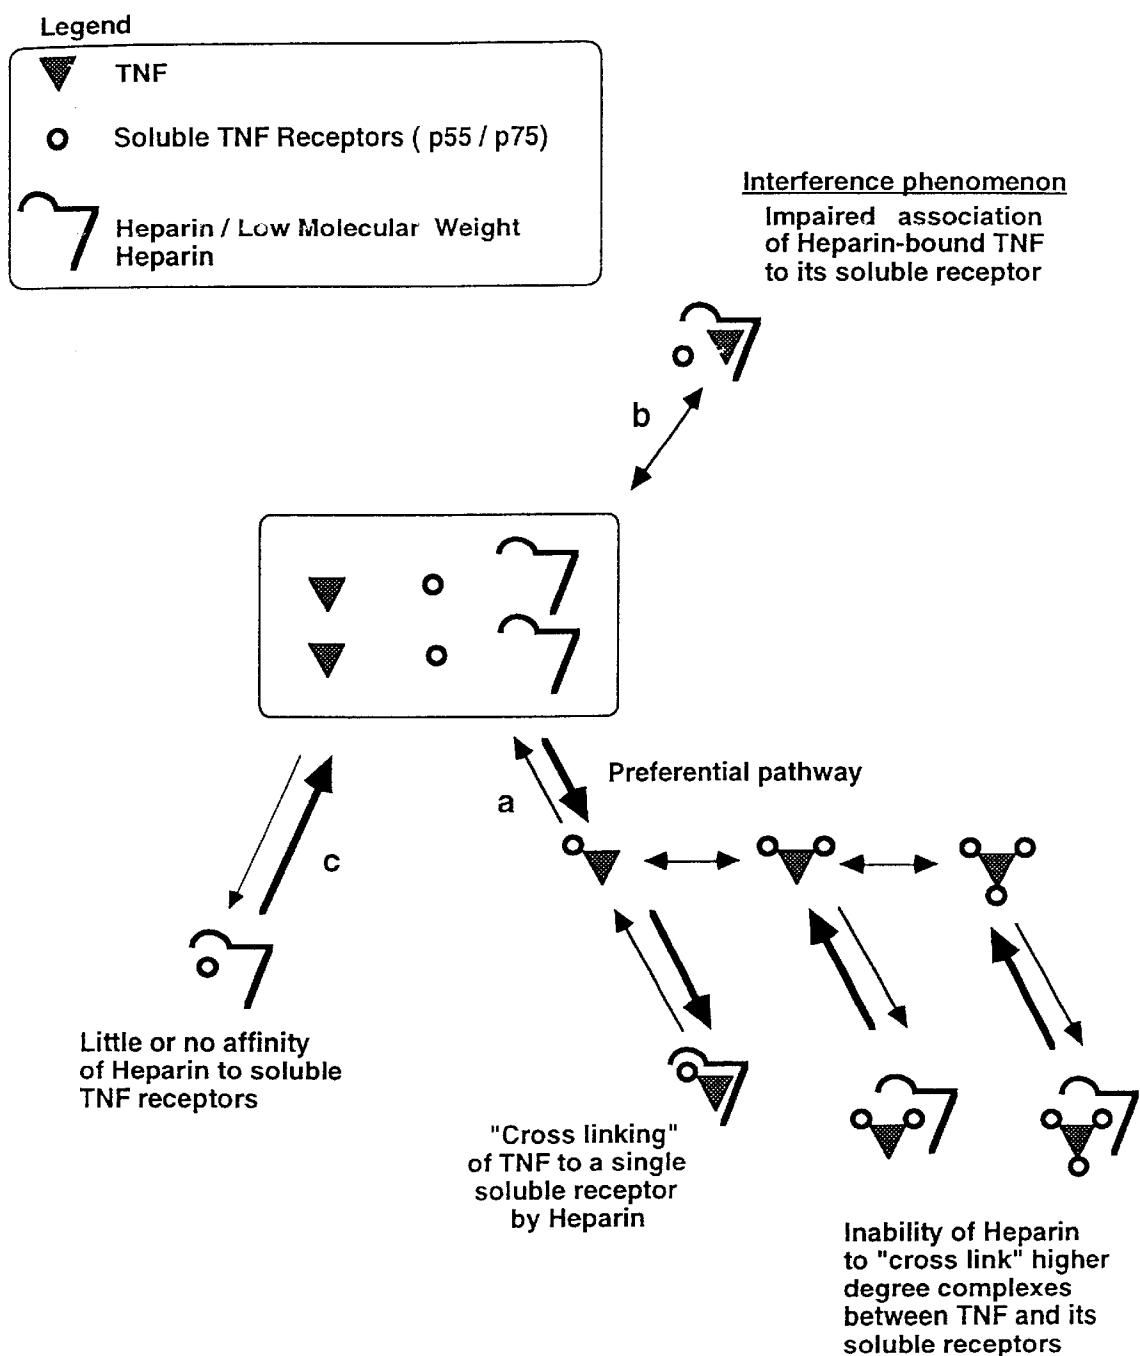 Legend
TNF
Soluble TNF Receptors ( p55 / p75)
Heparin / Low Molecular Weight
Heparin
Interference phenomenon
Impaired association
of Heparin-bound TNF
to its soluble receptor
b
Preferential pathway
a
c
Little or no affinity
of Heparin to soluble
TNF receptors
"Cross linking"
of TNF to a single
soluble receptor
by Heparin
Inability of Heparin
to "cross link" higher
degree complexes
between TNF and its
soluble receptors